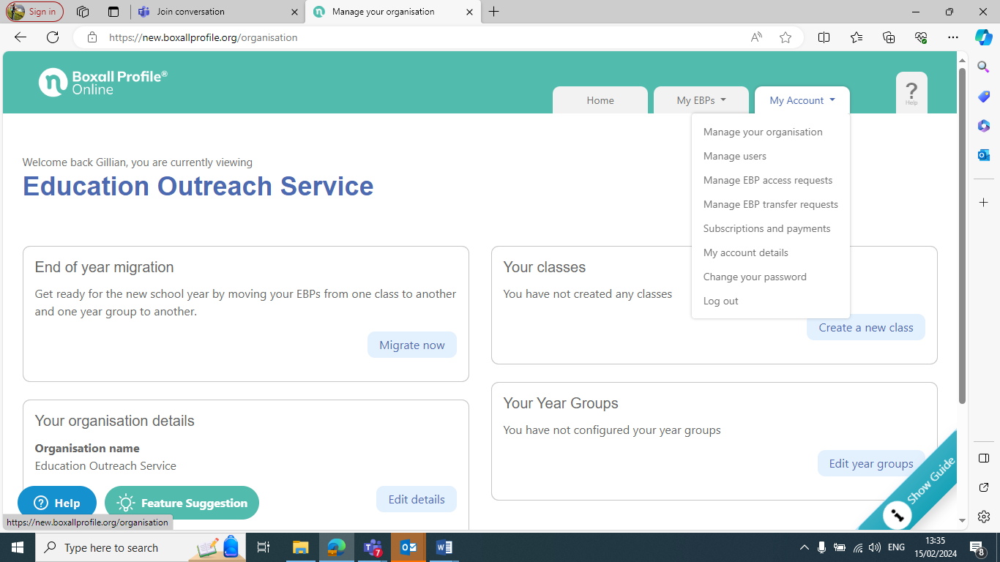 Sign in
Join conversation
Manage your organisation
https://new.boxallprofile.org/organisation
Boxall Profile®
Online
Home
My EBPs
My Account
?
Help
Manage your organisation
Manage users
Manage EBP access requests
Manage EBP transfer requests
Subscriptions and payments
My account details
Change your password
Log out
Welcome back Gillian, you are currently viewing
Education Outreach Service
End of year migration
Get ready for the new school year by moving your EBPs from one class to another
and one year group to another.
Migrate now
Your classes
You have not created any classes
Create a new class
Your organisation details
Organisation name
Education Outreach Service
Edit details
Your Year Groups
You have not configured your year groups
Edit year groups
Show Guide
Help
Feature Suggestion
https://new.boxallprofile.org/organisation
Type here to search
7
ENG
13:35
15/02/2024
8